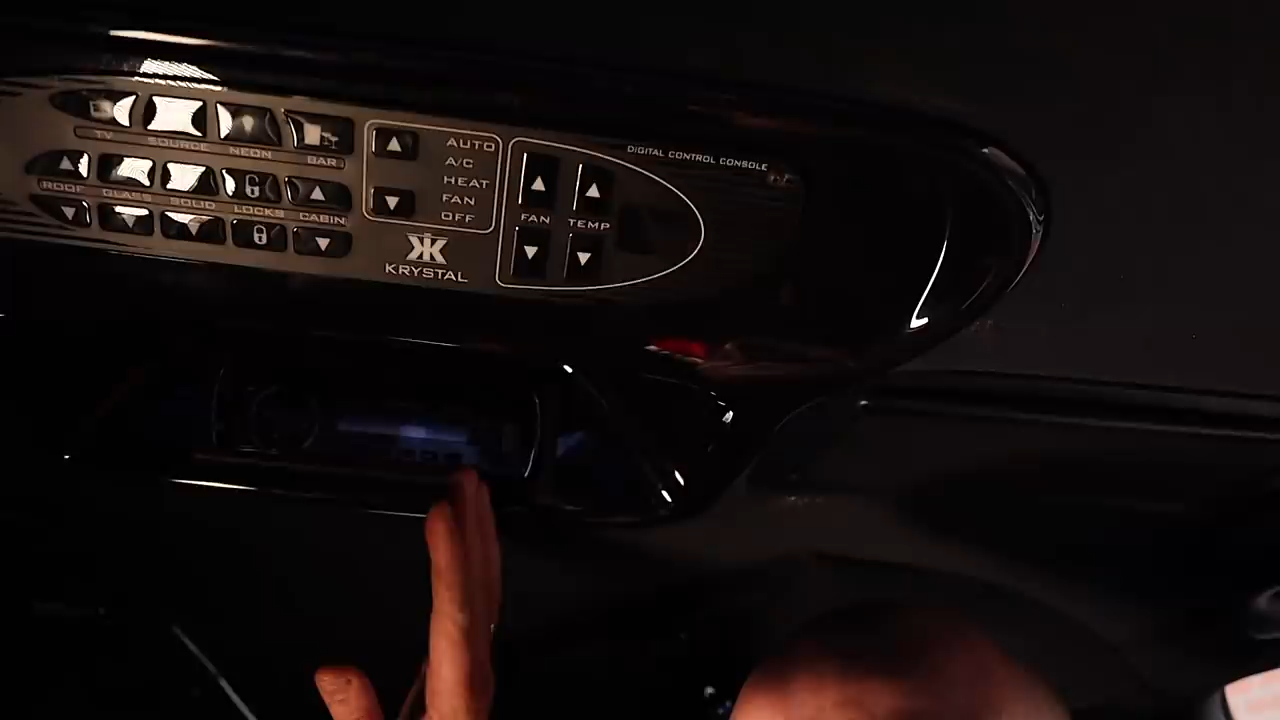 DIGITAL CONTROL CONSOLE
TV
SOURCE
NEON
BAR
ROOF
GLASS
SOLID
LOCKS
CABIN
AUTO
A/C
HEAT
FAN
OFF
FAN
TEMP
KRYSTAL